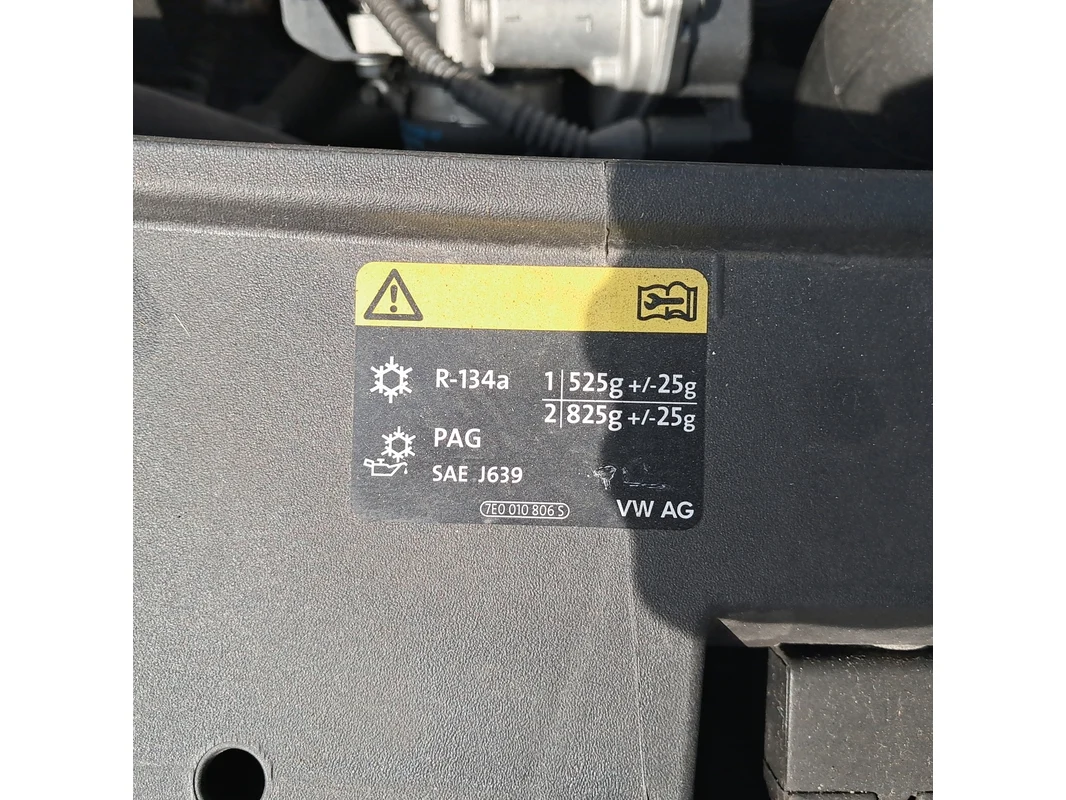 R-134a 1 525g +/-25g
2 825g +/-25g
PAG
SAE J639
7E0 010 806 S
VW AG